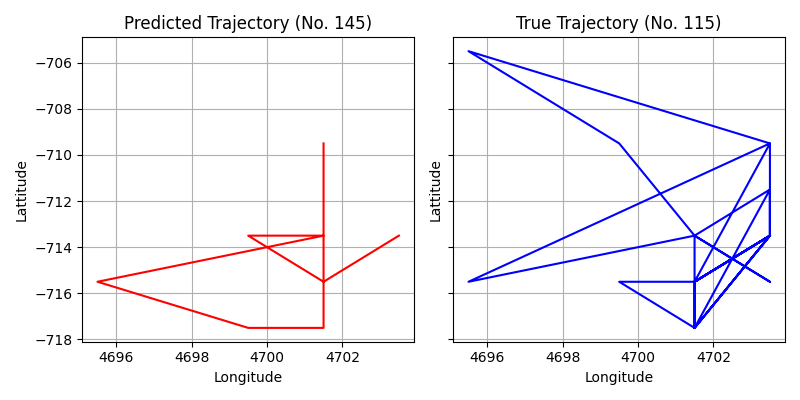 Predicted Trajectory (No. 145)
True Trajectory (No. 115)
−706
−708
−710
−712
−714
−716
−718
Lattitude
Lattitude
4696
4698
4700
4702
4696
4698
4700
4702
Longitude
Longitude